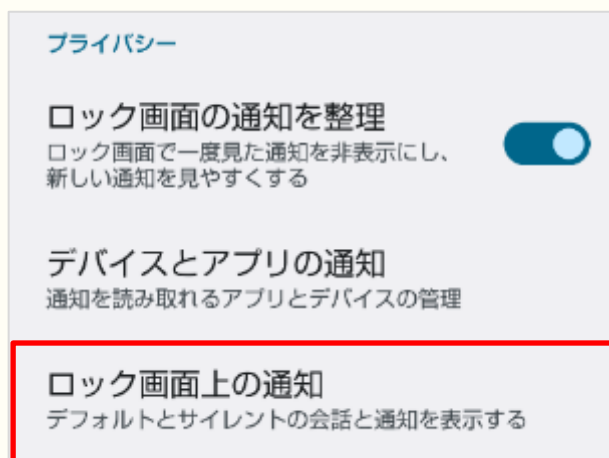 プライバシー
ロック画面の通知を整理
ロック画面で一度見た通知を非表示にし、
新しい通知を見やすくする
デバイスとアプリの通知
通知を読み取れるアプリとデバイスの管理
ロック画面上の通知
デフォルトとサイレントの会話と通知を表示する